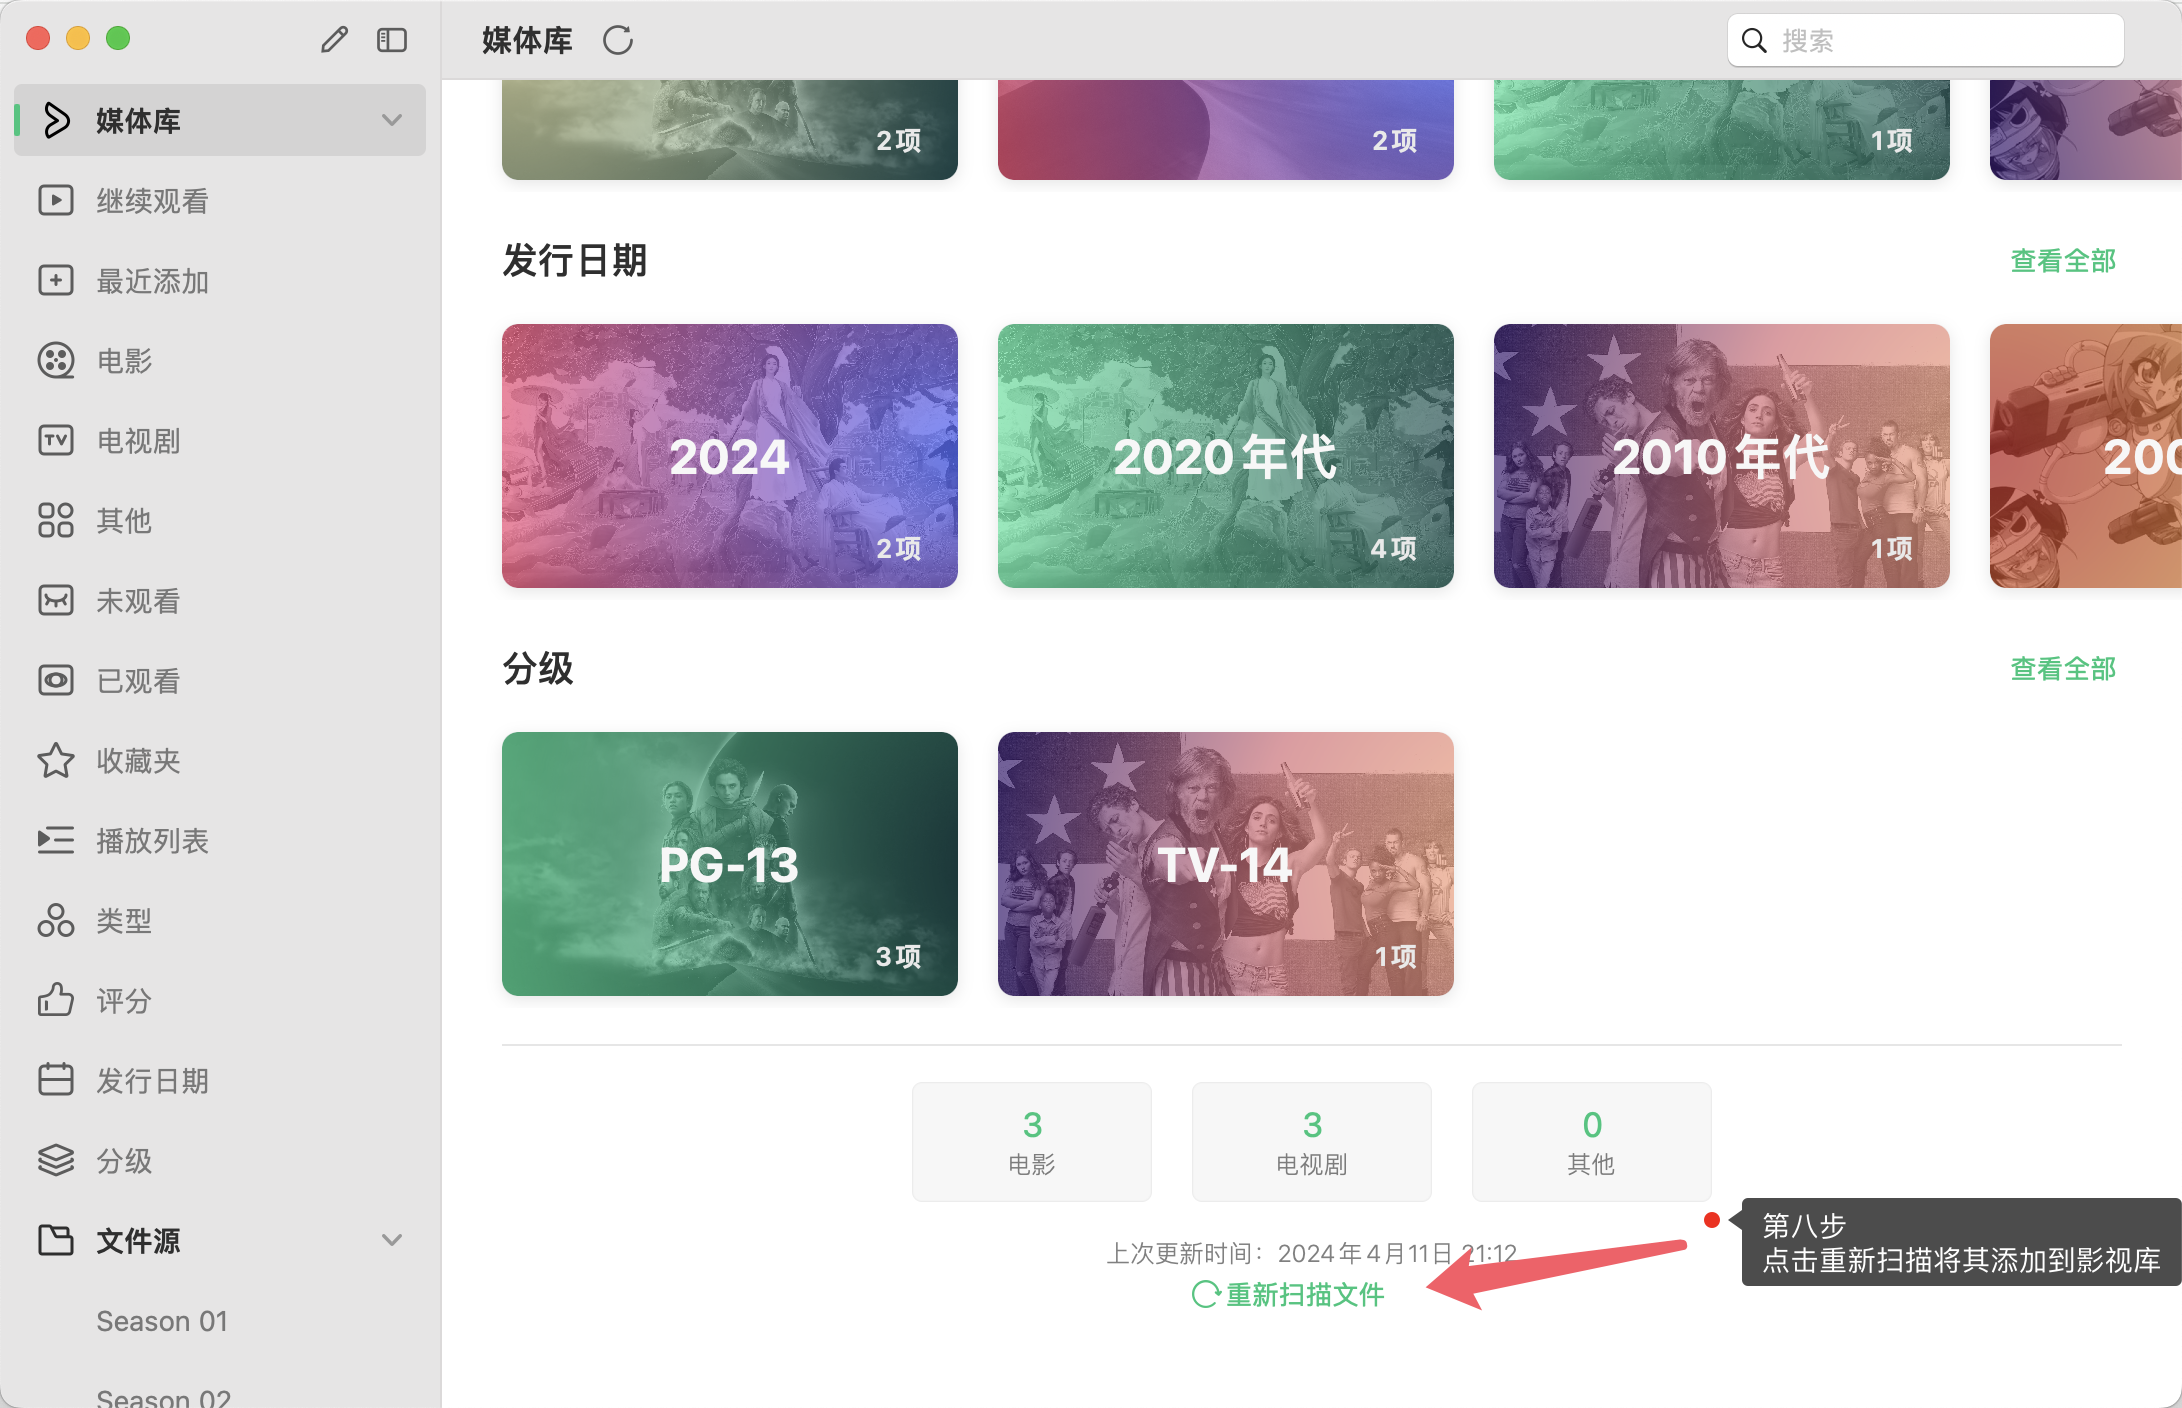 媒体库
继续观看
最近添加
电影
电视剧
其他
未观看
已观看
收藏夹
播放列表
类型
评分
发行日期
分级
文件源
Season 01
Season 02
媒体库
搜索
2项
2项
1项
发行日期
查看全部
2024
2项
2020年代
4项
2010年代
1项
200
分级
查看全部
PG-13
3项
TV-14
1项
3
电影
3
电视剧
0
其他
上次更新时间：2024年4月11日 21:12
重新扫描文件
第八步
点击重新扫描将其添加到影视库